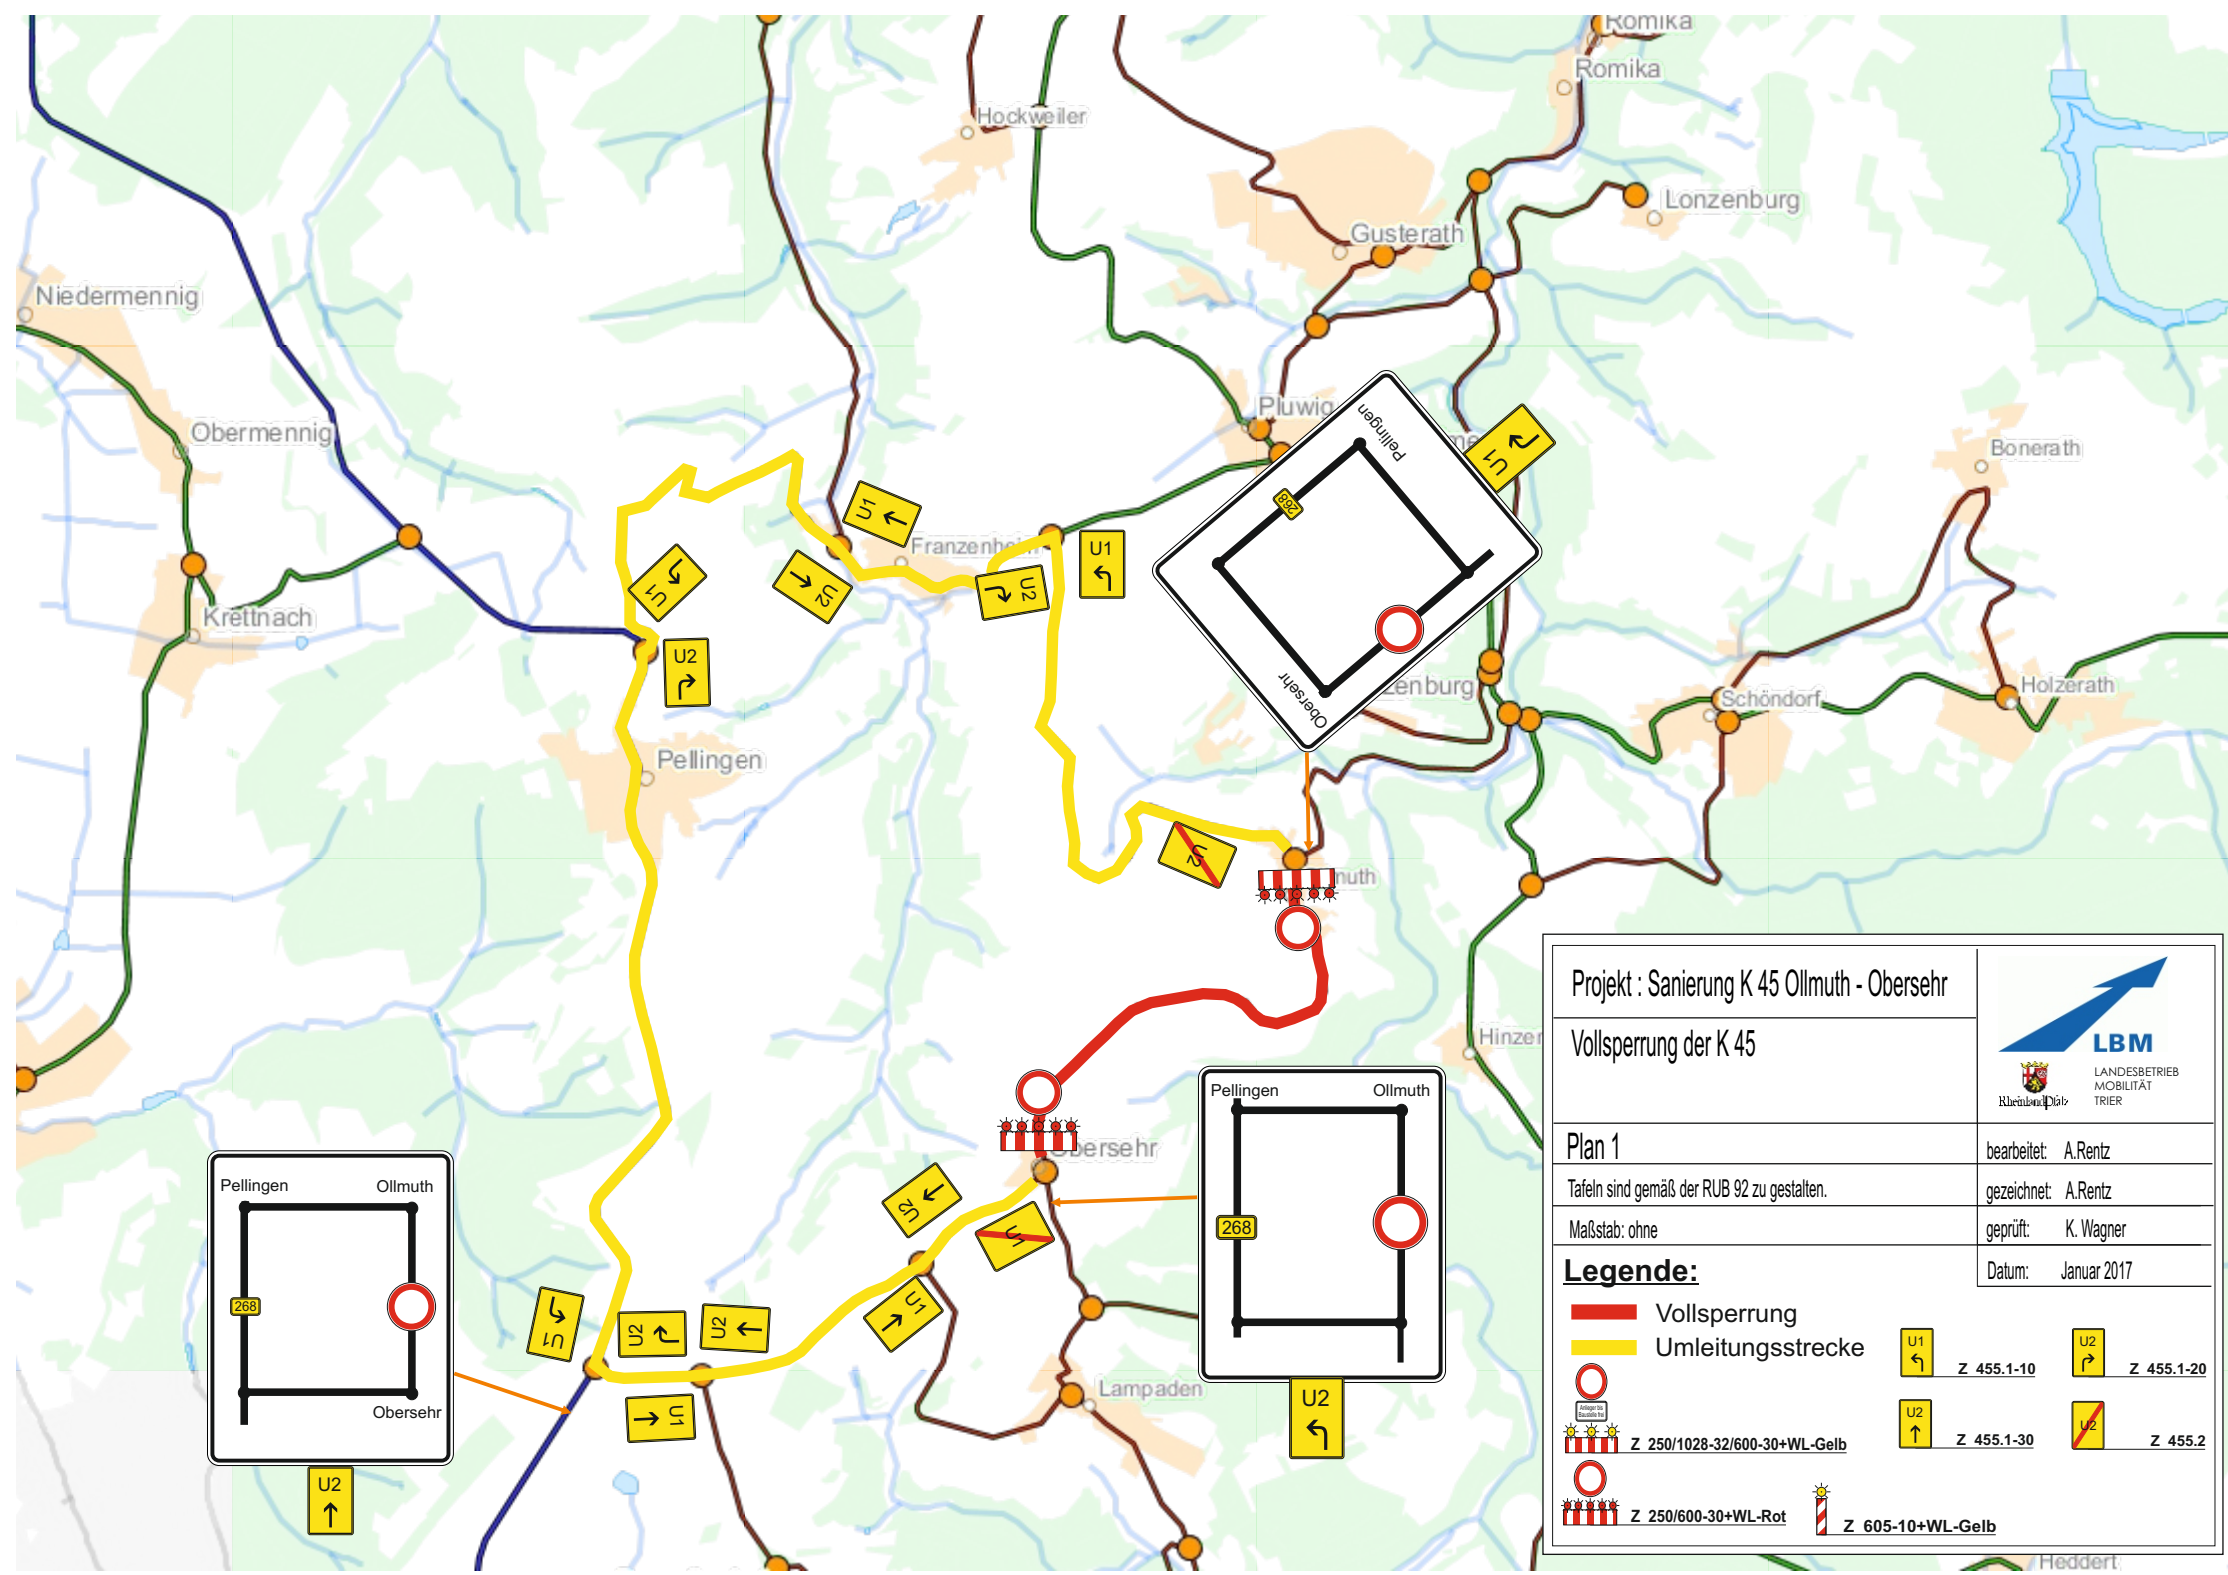 Romika
Romika
Hockweiler
Lonzenburg
Gusterath
Niedermennig
Obermennig
Pluwig
Bonerath
Franzenheim
Krettnach
Pellingen
Schöndorf
Holzerath
Obersehr
Lampaden
Heddert
U1
U2
U1
U2
U2
U1
U1
Pellingen
268
Obersehr
U2
U2
U1
U1
U2
U2
U1
U1
Pellingen Ollmuth
268
Obersehr
U2
Pellingen Ollmuth
268
U2
Projekt : Sanierung K 45 Ollmuth - Obersehr
Vollsperrung der K 45
LBM
LANDESBETRIEB
MOBILITÄT
TRIER
RheinlandPfalz
Plan 1
bearbeitet: A.Rentz
Tafeln sind gemäß der RUB 92 zu gestalten.
gezeichnet: A.Rentz
Maßstab: ohne
geprüft: K. Wagner
Datum: Januar 2017
Legende:
Vollsperrung
Umleitungsstrecke
U1
Z 455.1-10
U2
Z 455.1-20
Z 250/1028-32/600-30+WL-Gelb
U2
Z 455.1-30
U2
Z 455.2
Z 250/600-30+WL-Rot
Z 605-10+WL-Gelb